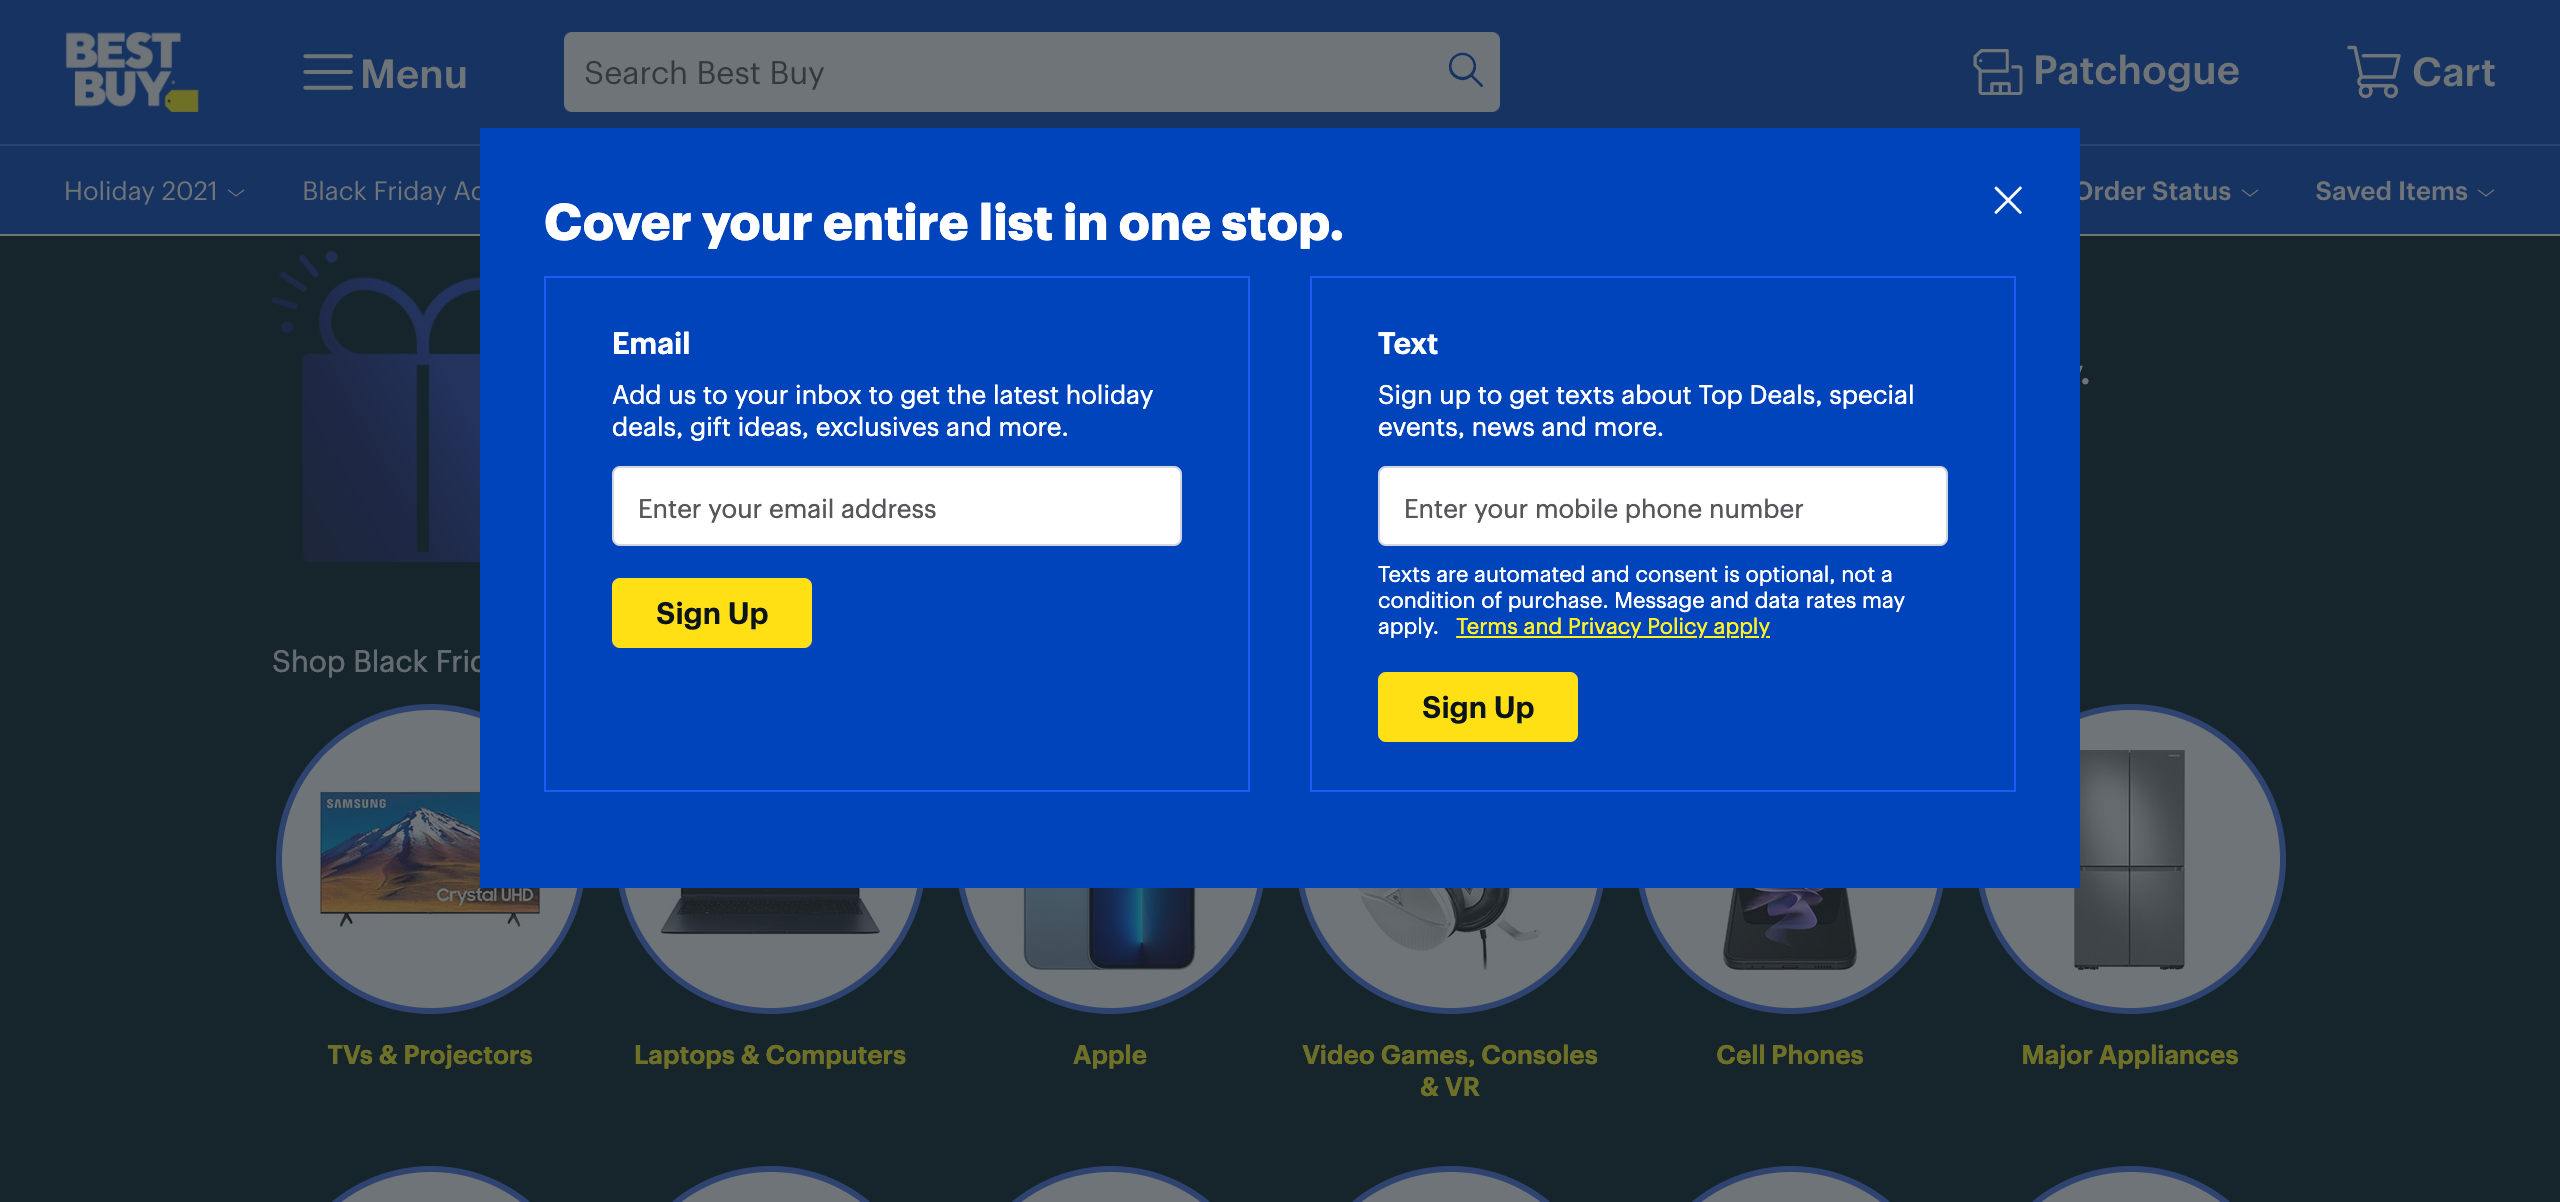 BEST
BUY
Menu
Search Best Buy
Patchogue
Cart
Holiday 2021
Black Friday
Order Status
Saved Items
Cover your entire list in one stop.
Email
Add us to your inbox to get the latest holiday
deals, gift ideas, exclusives and more.
Enter your email address
Sign Up
Text
Sign up to get texts about Top Deals, special
events, news and more.
Enter your mobile phone number
Texts are automated and consent is optional, not a
condition of purchase. Message and data rates may
apply. Terms and Privacy Policy apply
Sign Up
Shop Black
SAMSUNG
Crystal UHD
TVs & Projectors
Laptops & Computers
Apple
Video Games, Consoles
& VR
Cell Phones
Major Appliances